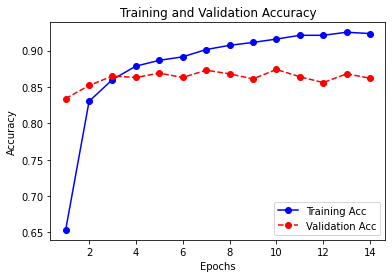 Training and Validation Accuracy
Accuracy
0.90
0.85
0.80
0.75
0.70
0.65
2 4 6 8 10 12 14
Epochs
Training Acc
Validation Acc